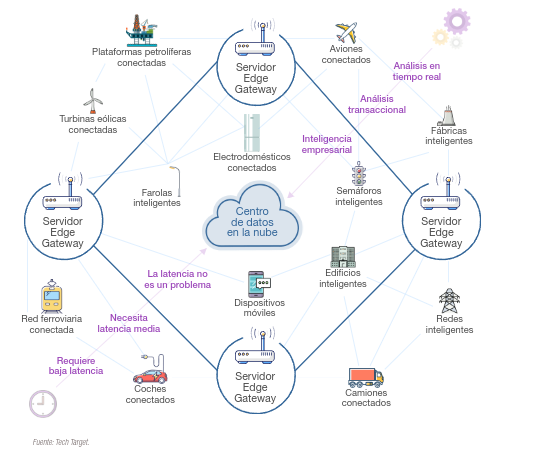 Plataformas petrolíferas
conectadas
Servidor
Edge
Gateway
Aviones
conectados
Análisis en
tiempo real
Análisis
transaccional
Turbinas eólicas
conectadas
Fábricas
inteligentes
Inteligencia
empresarial
Electrodomésticos
conectados
Farolas
inteligentes
Semáforos
inteligentes
Servidor
Edge
Gateway
Centro
de datos
en la nube
Servidor
Edge
Gateway
La latencia no
es un problema
Edificios
inteligentes
Dispositivos
móviles
Red ferroviaria
conectada
Necesita
latencia media
Redes
inteligentes
Requiere
baja latencia
Coches
conectados
Servidor
Edge
Gateway
Camiones
conectados
Fuente: Tech Target.